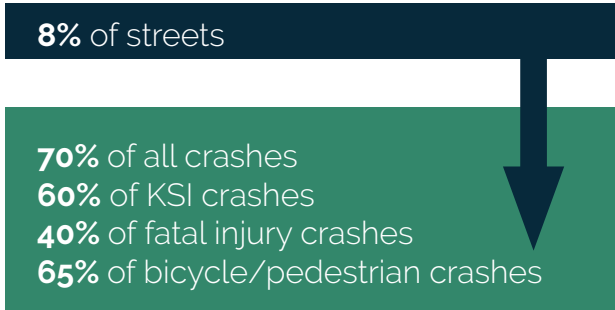 8% of streets
70% of all crashes
60% of KSI crashes
40% of fatal injury crashes
65% of bicycle/pedestrian crashes